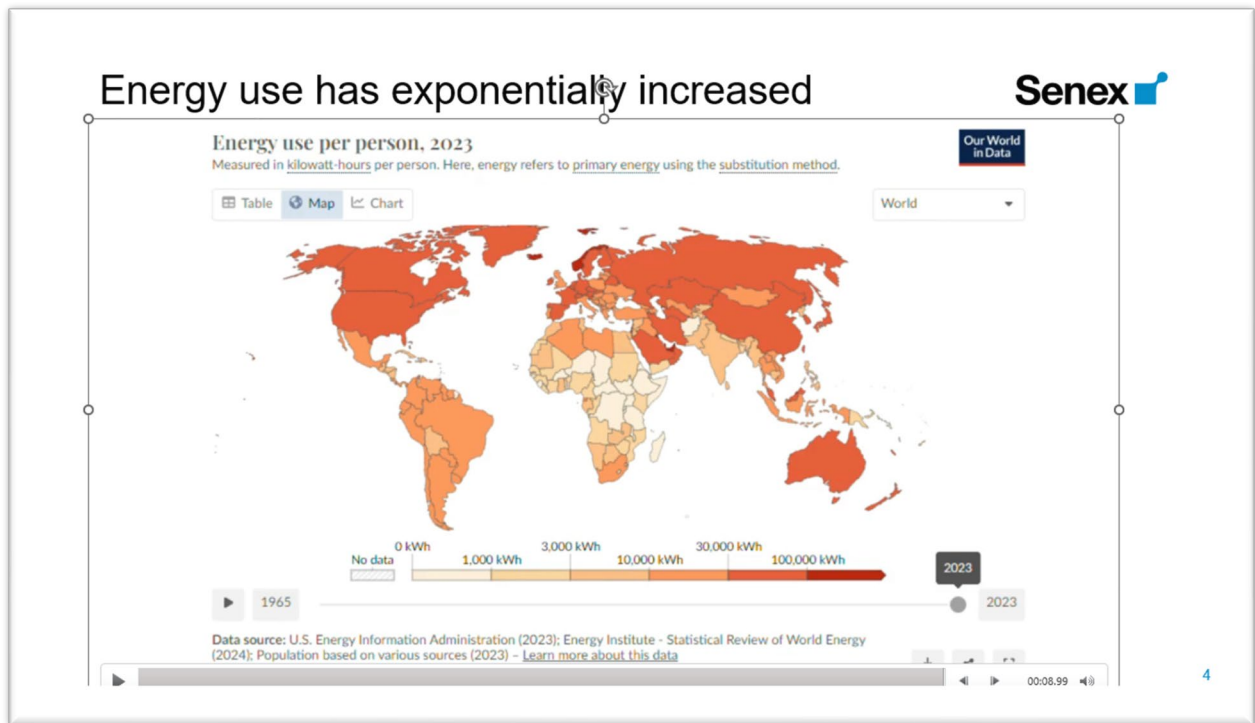 Energy use has exponentially increased
Senex
Energy use per person, 2023
Our World
in Data
Measured in kilowatt-hours per person. Here, energy refers to primary energy using the substitution method.
Table Map Chart
World
0 kWh 3,000 kWh 30,000 kWh
No data 1,000 kWh 10,000 kWh 100,000 kWh
2023
1965 2023
Data source: U.S. Energy Information Administration (2023); Energy Institute - Statistical Review of World Energy
(2024); Population based on various sources (2023) – Learn more about this data
00:08.99
4